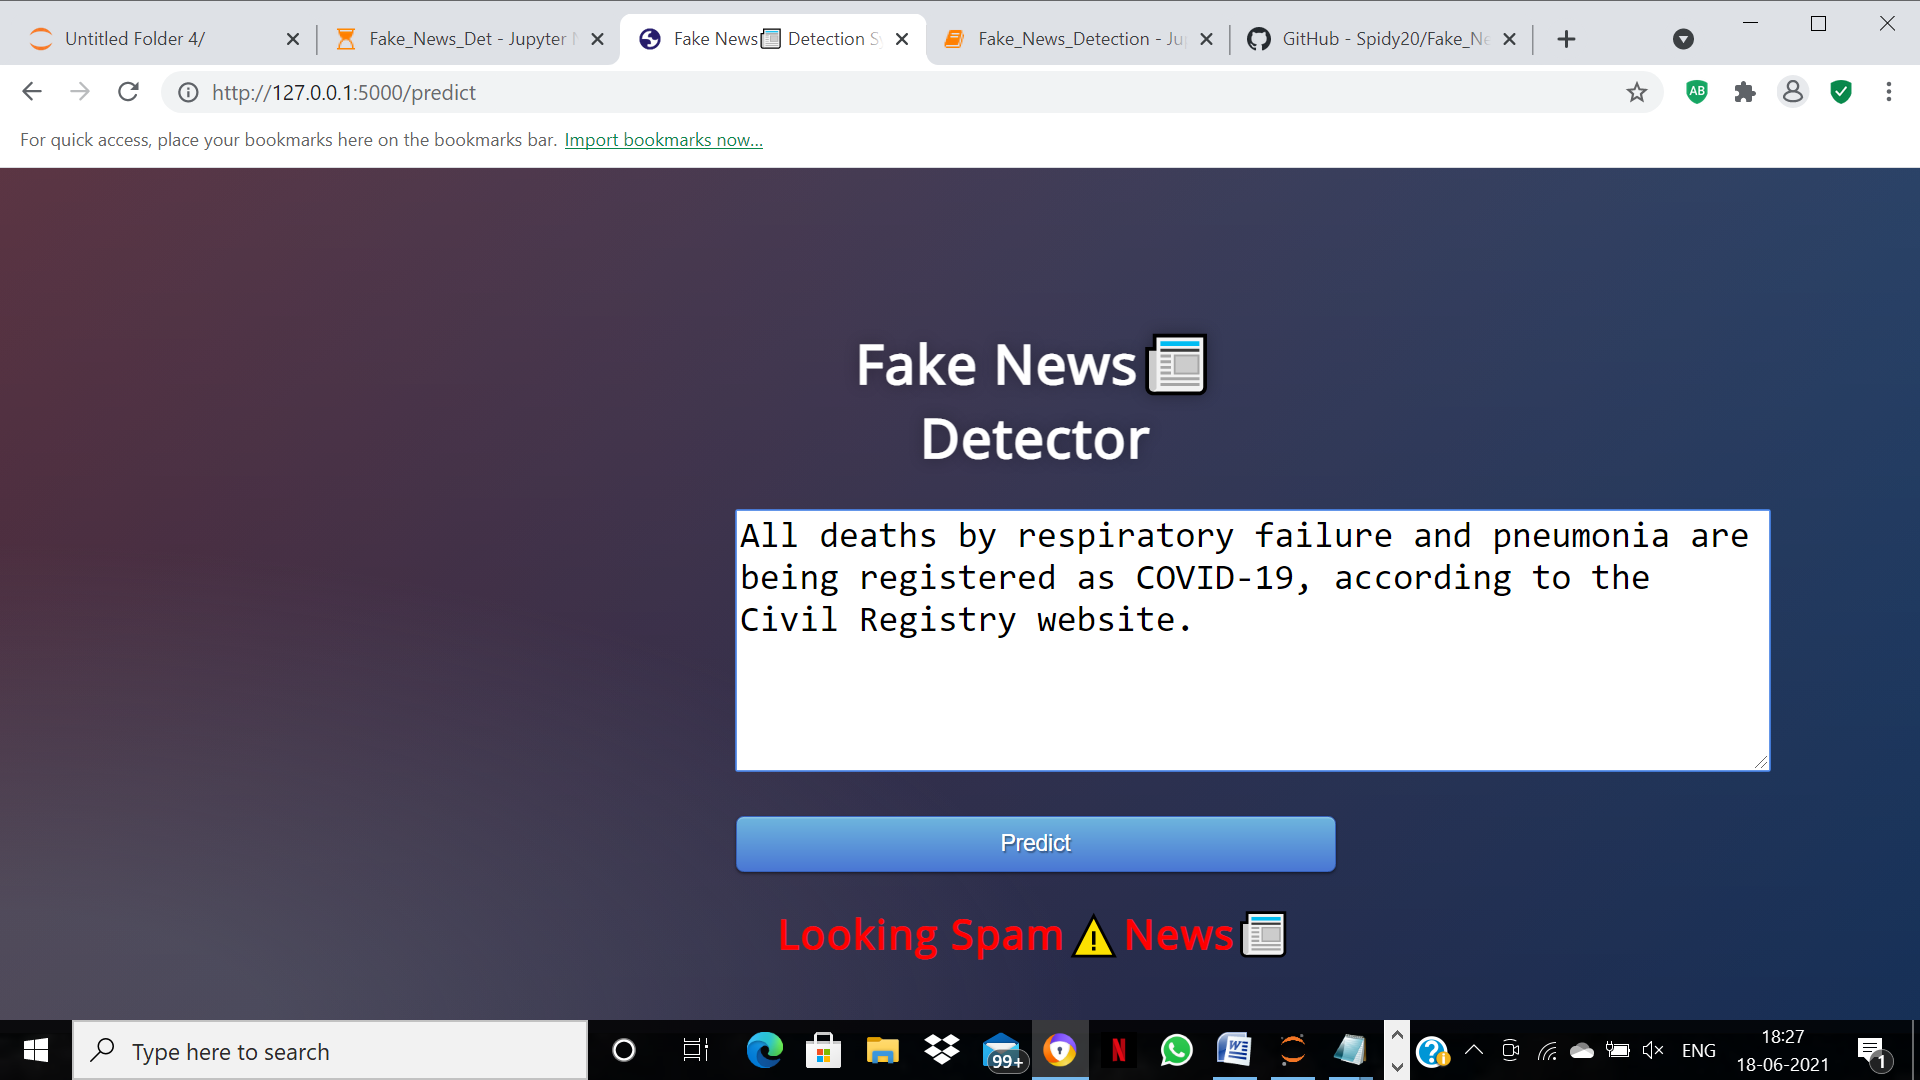 Untitled Folder 4/
Fake_News_Det - Jupyter N
Fake News📰 Detection Sy
Fake_News_Detection - Ju
GitHub - Spidy20/Fake_Ne
http://127.0.0.1:5000/predict
AB
For quick access, place your bookmarks here on the bookmarks bar. Import bookmarks now...
Fake News📰
Detector
All deaths by respiratory failure and pneumonia are
being registered as COVID-19, according to the
Civil Registry website.
Predict
Looking Spam⚠News📰
Type here to search
99+
N
W
ENG
18:27
18-06-2021
1